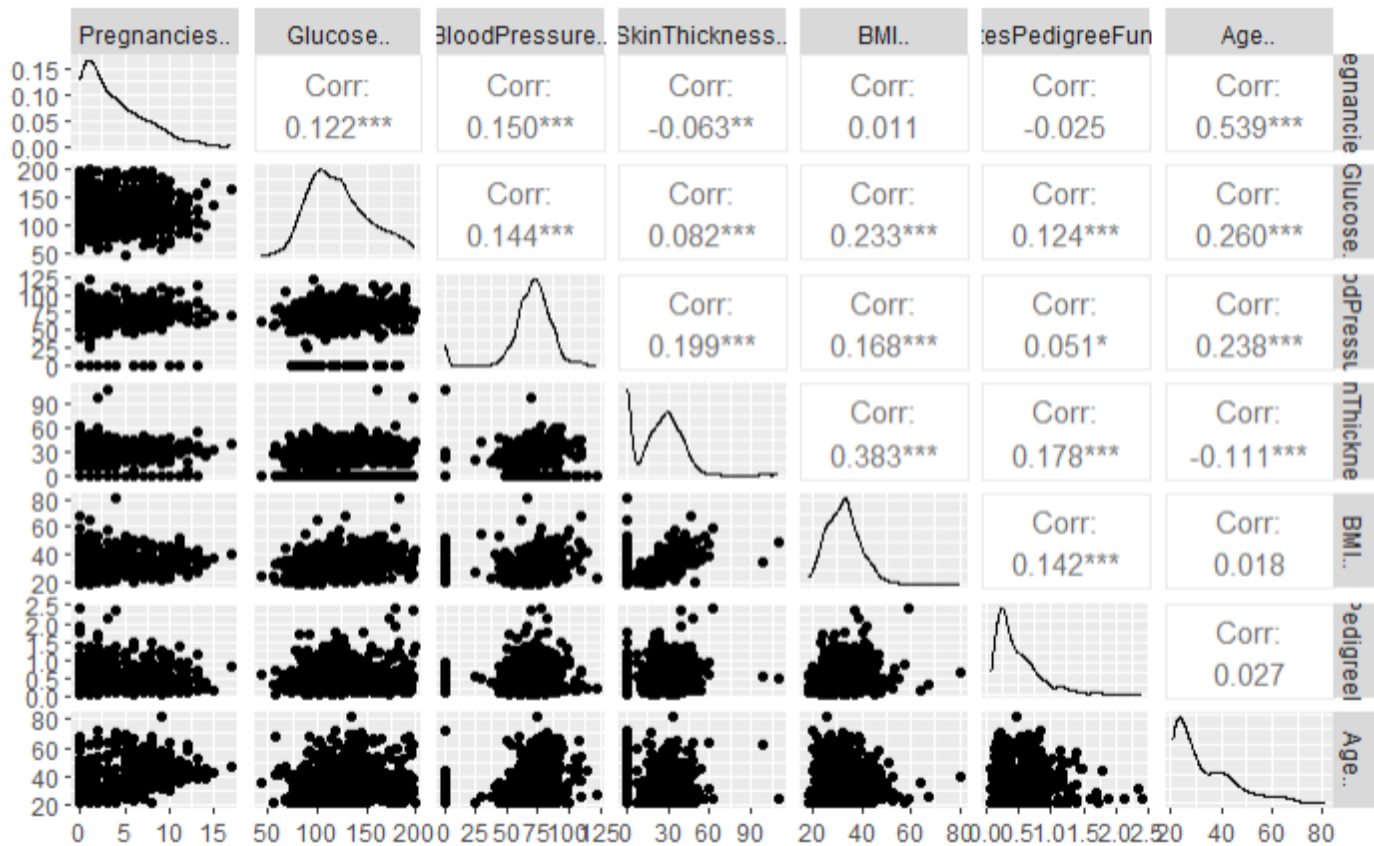 Pregnancies.. Glucose.. BloodPressure.. SkinThickness.. BMI.. tesPedigreeFun Age..
0.15 Corr: Corr: Corr: Corr: Corr: Corr: egnancie
0.10 0.122*** 0.150*** -0.063** 0.011 -0.025 0.539***
0.05
0.00
200 Corr: Corr: Corr: Corr: Corr: Glucose.
150 0.144*** 0.082*** 0.233*** 0.124*** 0.260***
100
50
125 Corr: Corr: Corr: Corr: odPressu
100 0.199*** 0.168*** 0.051* 0.238***
75
50
25
0
90 Corr: Corr: Corr: nThickne
60 0.383*** 0.178*** -0.111***
30
0
80 Corr: Corr: BMI..
60 0.142*** 0.018
40
20
2.5 Corr: PedigreeF
2.0 0.027
1.5
1.0
0.5
0.0
80 Age..
60
40
20
0 5 10 15 50 100 150 200 0 25 50 75 100 125 0 30 60 90 20 40 60 80 0.0 0.5 1.0 1.5 2.0 2.5 20 40 60 80